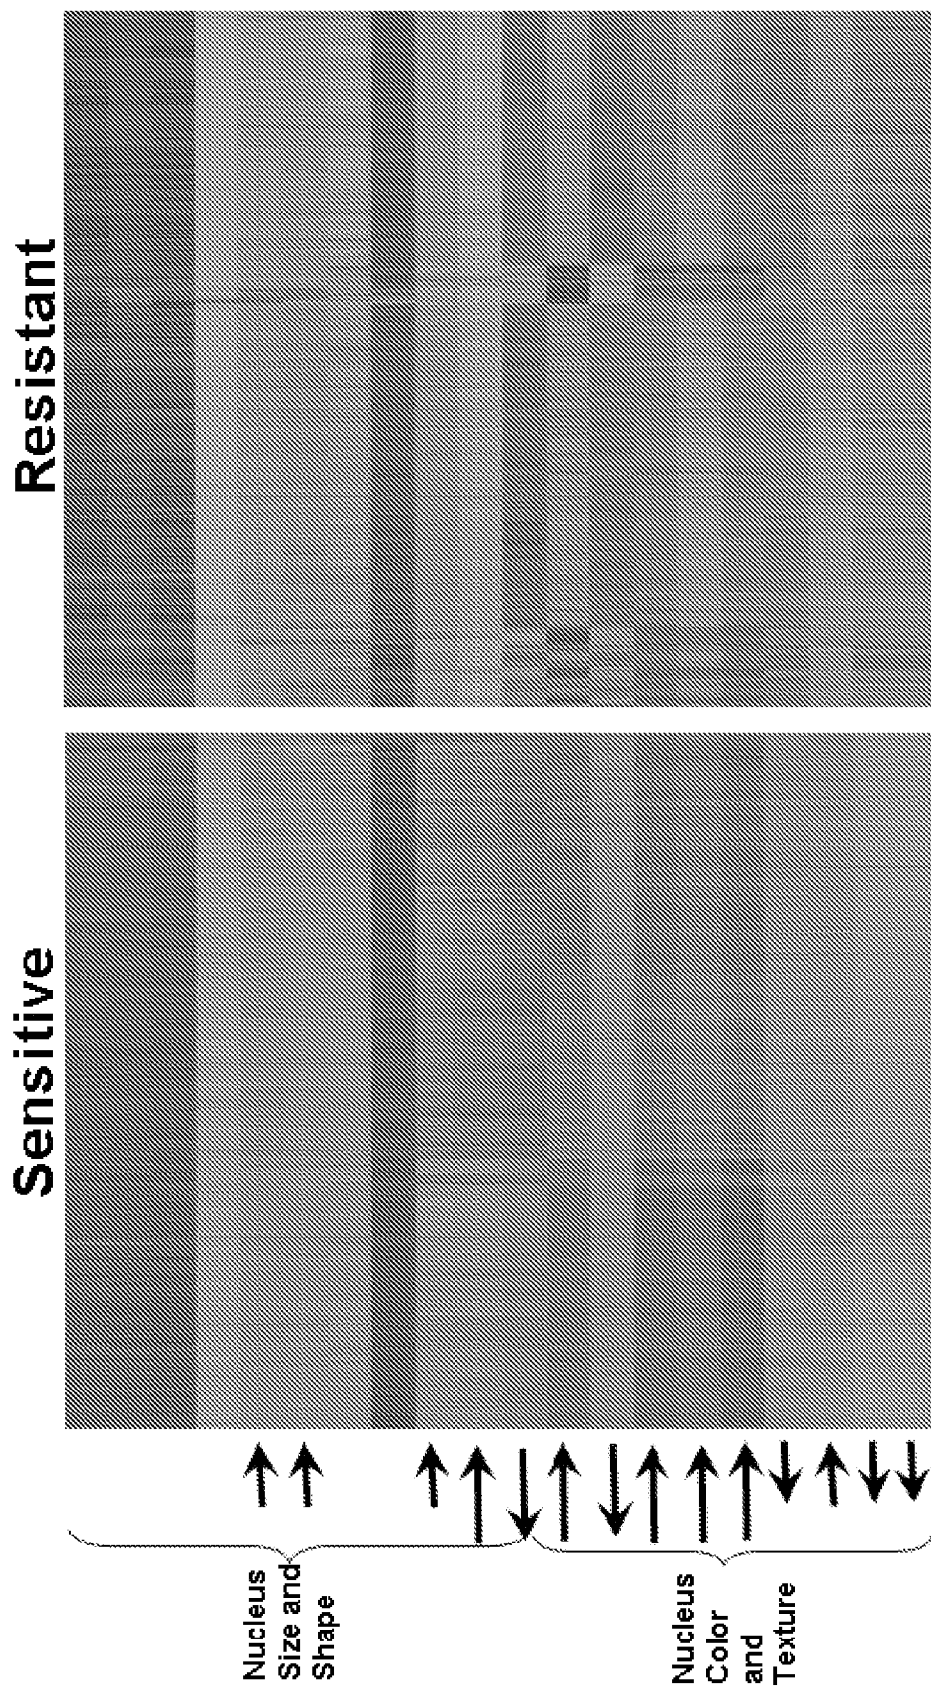 Sensitive
Resistant
Nucleus
Size and
Shape
Nucleus
Color
and
Texture